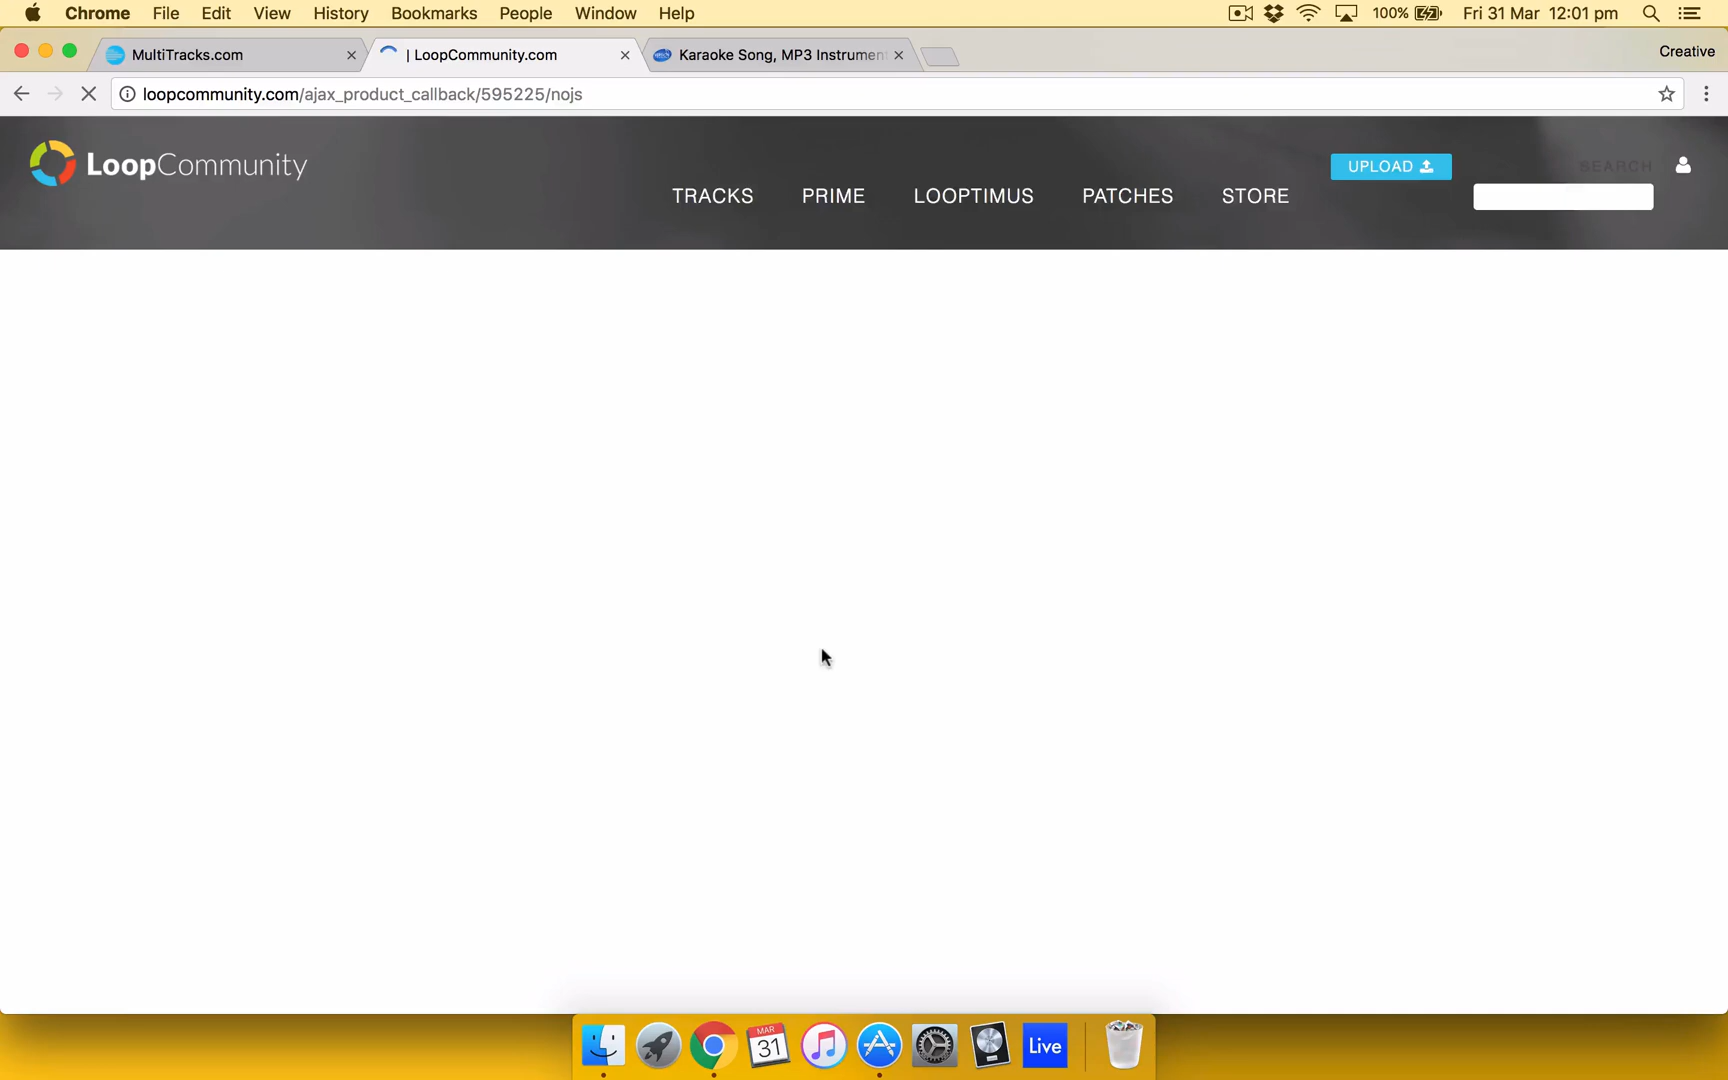 Chrome File Edit View History Bookmarks People Window Help 100% Fri 31 Mar 12:01 pm
MultiTracks.com | LoopCommunity.com Karaoke Song, MP3 Instrument Creative
loopcommunity.com/ajax_product_callback/595225/nojs
LoopCommunity
UPLOAD SEARCH
TRACKS PRIME LOOPTIMUS PATCHES STORE
MAR
31 Live